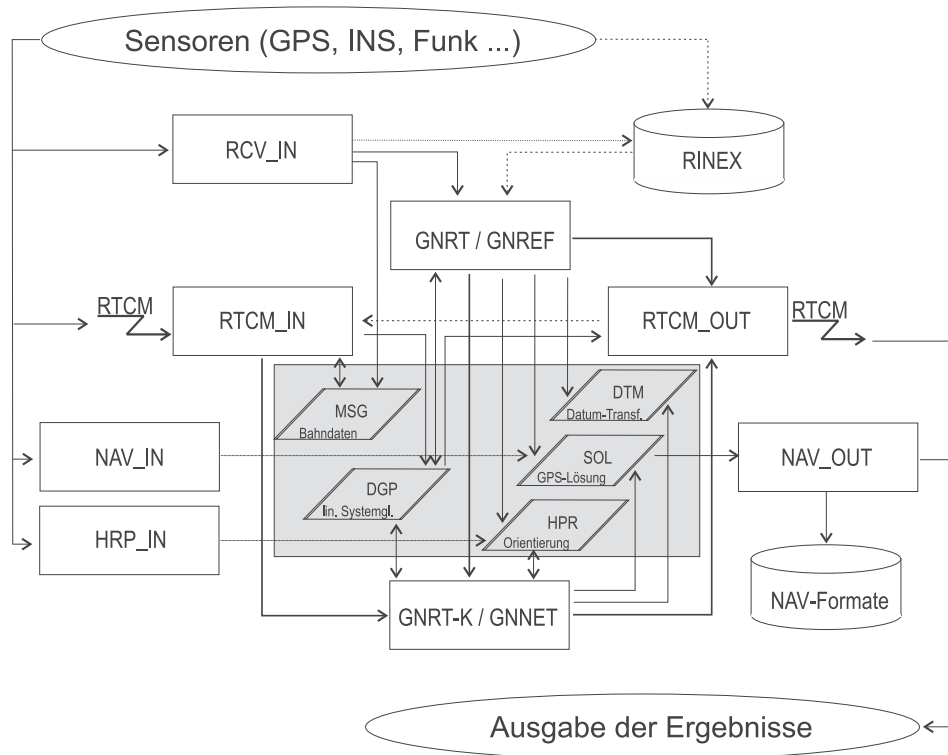 Sensoren (GPS, INS, Funk ...)
RCV_IN
RINEX
GNRT / GNREF
RTCM
RTCM_IN
RTCM_OUT
RTCM
MSG
Bahndaten
DTM
Datum-Transf.
NAV_IN
SOL
GPS-Lösung
NAV_OUT
DGP
lin. Systemgl.
HRP_IN
HPR
Orientierung
GNRT-K / GNNET
NAV-Formate
Ausgabe der Ergebnisse